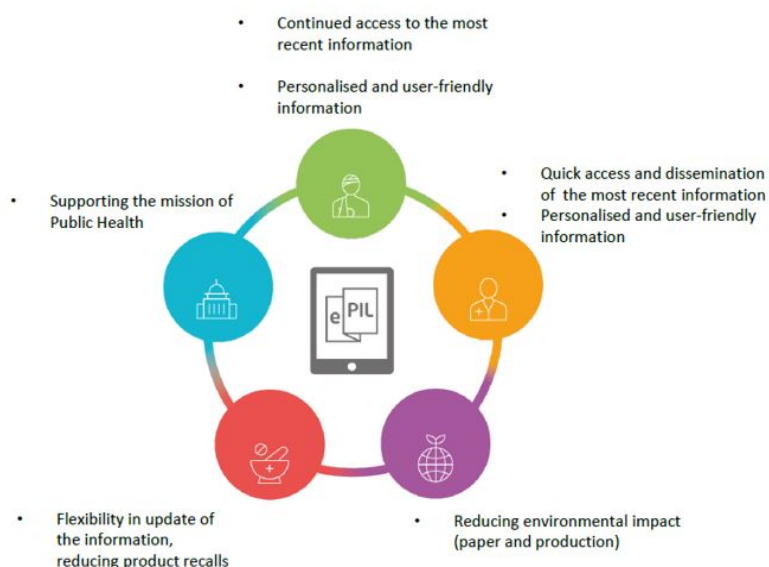 • Continued access to the most
recent information
• Personalised and user-friendly
information
• Quick access and dissemination
of the most recent information
• Personalised and user-friendly
information
• Supporting the mission of
Public Health
e PIL
• Flexibility in update of
the information,
reducing product recalls
• Reducing environmental impact
(paper and production)